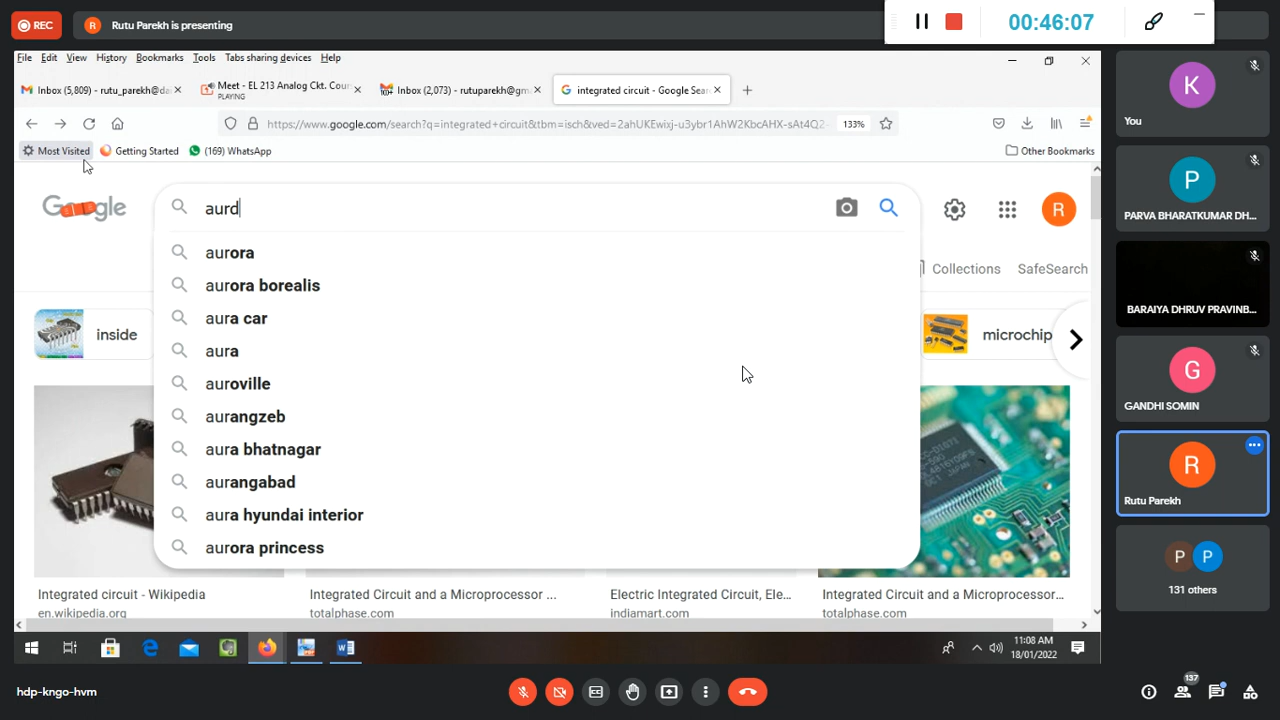 REC
R
Rutu Parekh is presenting
00:46:07
File Edit View History Bookmarks Tools Tabs sharing devices Help
Inbox (5,809) - rutu_parekh@da
Meet - EL 213 Analog Ckt. Cour
PLAYING
Inbox (2,073) - rutuparekh@gm
integrated circuit - Google Sear
https://www.google.com/search?q=integrated+circuit&tbm=isch&ved=2ahUKEwixj-u3ybr1AhW2KbcAHX-sAt4Q2-
133%
Most Visited
Getting Started
(169) WhatsApp
Other Bookmarks
Google
aurd
R
aurora
aurora borealis
aura car
aura
auroville
aurangzeb
aura bhatnagar
aurangabad
aura hyundai interior
aurora princess
Collections
SafeSearch
inside
microchip
Integrated circuit - Wikipedia
en.wikipedia.org
Integrated Circuit and a Microprocessor ...
totalphase.com
Electric Integrated Circuit, Ele...
indiamart.com
Integrated Circuit and a Microprocessor...
totalphase.com
11:08 AM
18/01/2022
K
You
P
PARVA BHARATKUMAR DH...
BARAIYA DHRUV PRAVINB...
G
GANDHI SOMIN
R
Rutu Parekh
P P
131 others
hdp-kngo-hvm
137